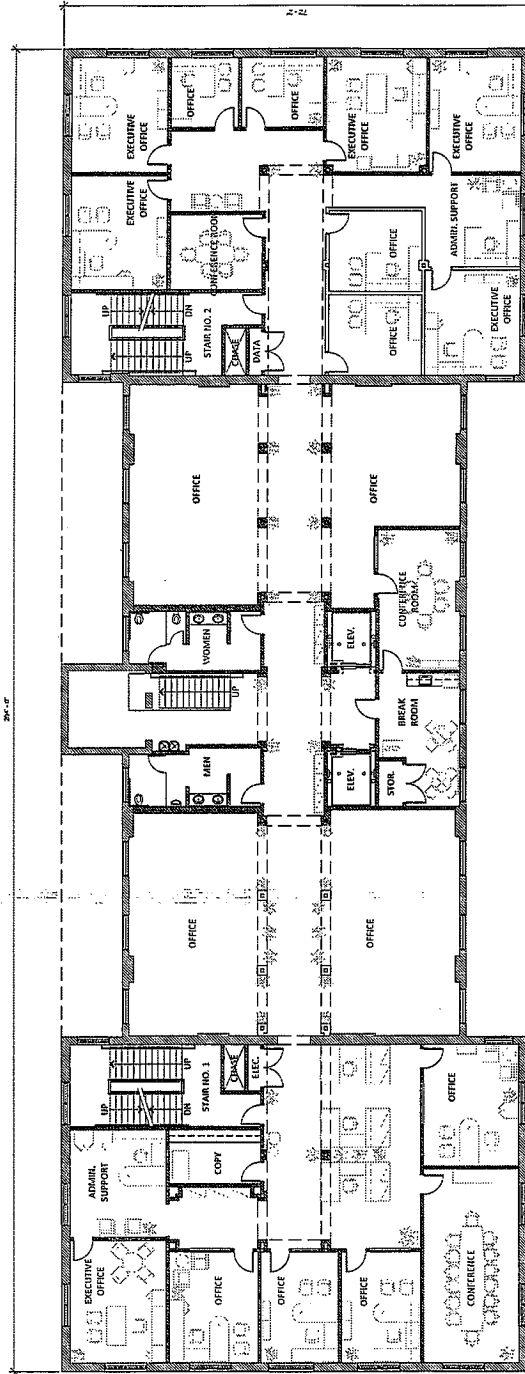 EXECUTIVE
OFFICE
OFFICE
OFFICE
EXECUTIVE
OFFICE
EXECUTIVE
OFFICE
EXECUTIVE
OFFICE
CONFERENCE ROOM
OFFICE
ADMIN. SUPPORT
UP
DN
UP
STAIR NO. 2
CHASE
DATA
OFFICE
EXECUTIVE
OFFICE
OFFICE
OFFICE
WOMEN
ELEV.
CONFERENCE
ROOM
UP
BREAK
ROOM
MEN
ELEV.
STOR.
OFFICE
OFFICE
UP
DN
UP
STAIR NO. 1
CHASE
ELEC.
OFFICE
ADMIN.
SUPPORT
COPY
EXECUTIVE
OFFICE
OFFICE
OFFICE
OFFICE
CONFERENCE